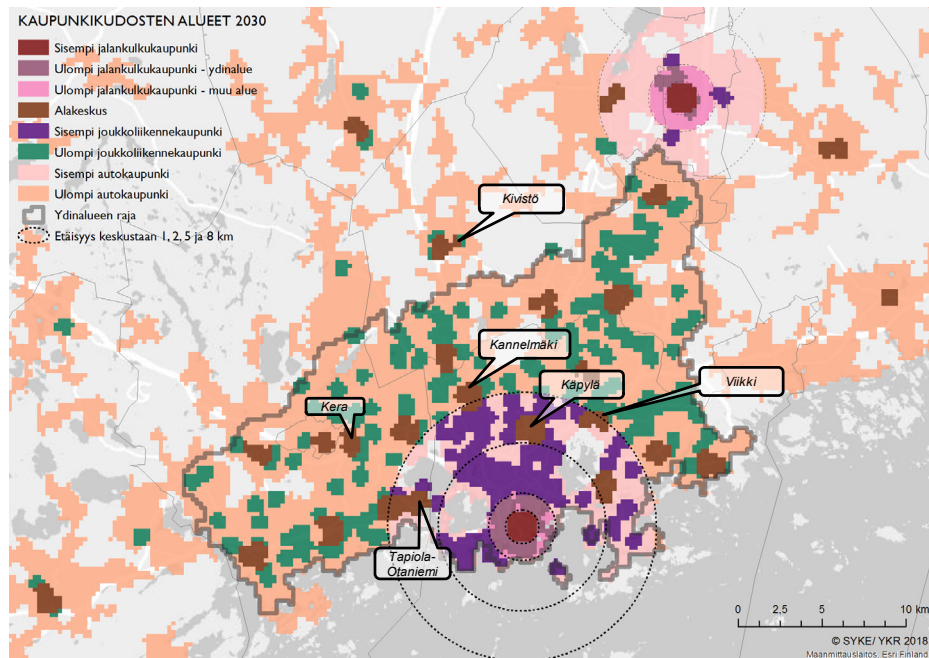 KAUPUNKIKUDOSTEN ALUEET 2030
Sisempi jalankulkukaupunki
Ulompi jalankulkukaupunki - ydinalue
Ulompi jalankulkukaupunki - muu alue
Alakeskus
Sisempi joukkoliikennekaupunki
Ulompi joukkoliikennekaupunki
Sisempi autokaupunki
Ulompi autokaupunki
Ydinalueen raja
Etäisyys keskustaan 1, 2, 5 ja 8 km
Kivistö
Kannelmäki
Käpylä
Viikki
Kera
Tapiola-
Otaniemi
0 2,5 5 10 km
© SYKE/ YKR 2018
Maanmittauslaitos, Esri Finland